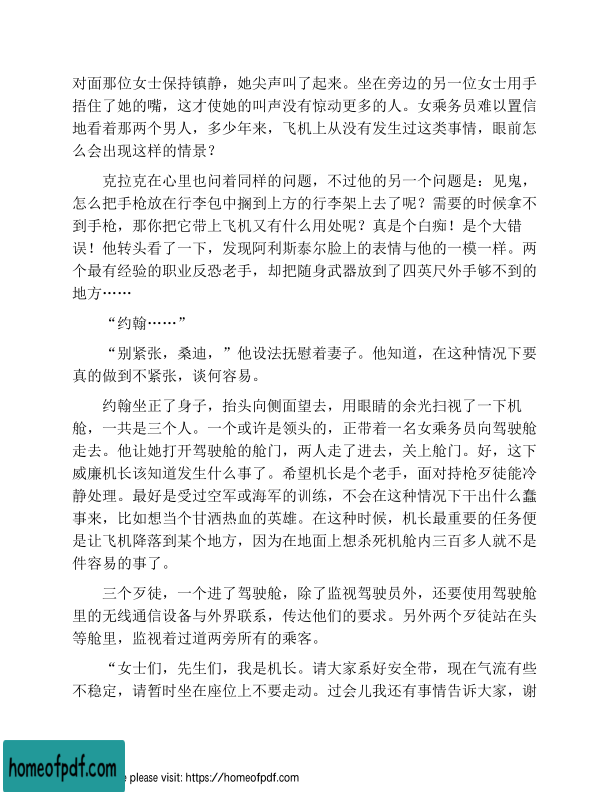 对面那位女士保持镇静，她尖声叫了起来。坐在旁边的另一位女士用手
捂住了她的嘴，这才使她的叫声没有惊动更多的人。女乘务员难以置信
地看着那两个男人，多少年来，飞机上从没有发生过这类事情，眼前怎
么会出现这样的情景？
克拉克在心里也问着同样的问题，不过他的另一个问题是：见鬼，
怎么把手枪放在行李包中搁到上方的行李架上去了呢？需要的时候拿不
到手枪，那你把它带上飞机又有什么用处呢？真是个白痴！是个大错
误！他转头看了一下，发现阿利斯泰尔脸上的表情与他的一模一样。两
个最有经验的职业反恐老手，却把随身武器放到了四英尺外手够不到的
地方……
“约翰……”
“别紧张，桑迪，”他设法抚慰着妻子。他知道，在这种情况下要
真的做到不紧张，谈何容易。
约翰坐正了身子，抬头向侧面望去，用眼睛的余光扫视了一下机
舱，一共是三个人。一个或许是领头的，正带着一名女乘务员向驾驶舱
走去。他让她打开驾驶舱的舱门，两人走了进去，关上舱门。好，这下
威廉机长该知道发生什么事了。希望机长是个老手，面对持枪歹徒能冷
静处理。最好是受过空军或海军的训练，不会在这种情况下干出什么蠢
事来，比如想当个甘洒热血的英雄。在这种时候，机长最重要的任务便
是让飞机降落到某个地方，因为在地面上想杀死机舱内三百多人就不是
件容易的事了。
三个歹徒，一个进了驾驶舱，除了监视驾驶员外，还要使用驾驶舱
里的无线通信设备与外界联系，传达他们的要求。另外两个歹徒站在头
等舱里，监视着过道两旁所有的乘客。
“女士们，先生们，我是机长。请大家系好安全带，现在气流有些
不稳定，请暂时坐在座位上不要走动。过会儿我还有事情告诉大家，谢
homeofpdf.com
e please visit: https://homeofpdf.com